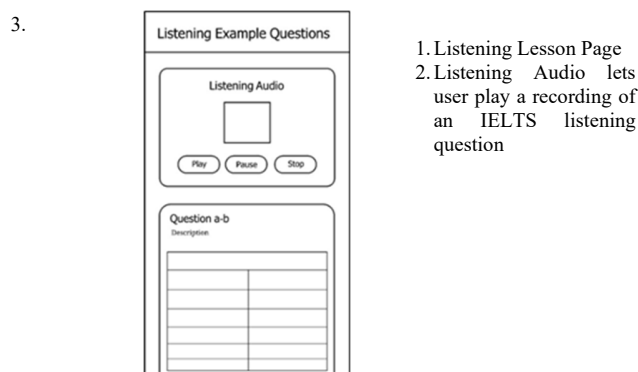 3.
Listening Example Questions
Listening Audio
Play Pause Stop
Question a-b
Description
1. Listening Lesson Page
2. Listening Audio lets
user play a recording of
an IELTS listening
question